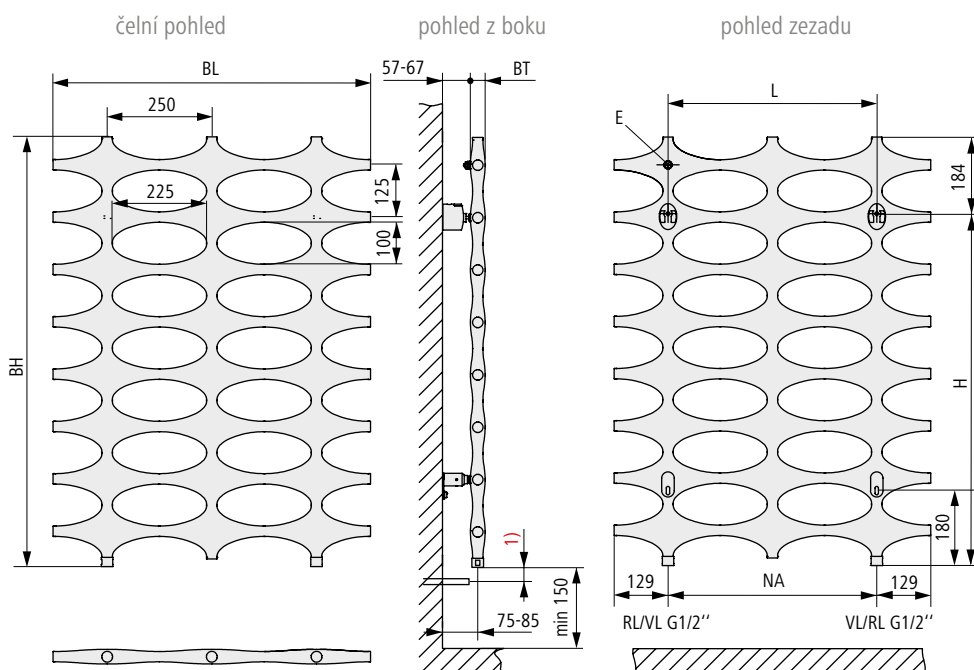 čelní pohled
pohled z boku
pohled zezadu
BL
57-67
BT
L
250
E
125
184
225
100
BH
H
1)
180
min 150
129
NA
129
75-85
RL/VL G1/2‘‘
VL/RL G1/2‘‘